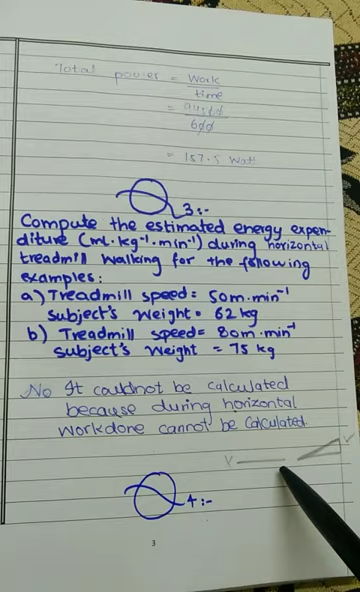 Total power = Work
time
= 94500
600
= 157.5 Watt
Q 3:-
Compute the estimated energy expen-
diture (ml.kg⁻¹.min⁻¹) during horizontal
treadmill walking for the following
examples:
a) Treadmill speed = 50m.min⁻¹
subject's weight = 62 kg
b) Treadmill speed = 80m.min⁻¹
subject's weight = 75 kg
No It couldnot be calculated
because during horizontal
workdone cannot be calculated.
Q 4:-
3